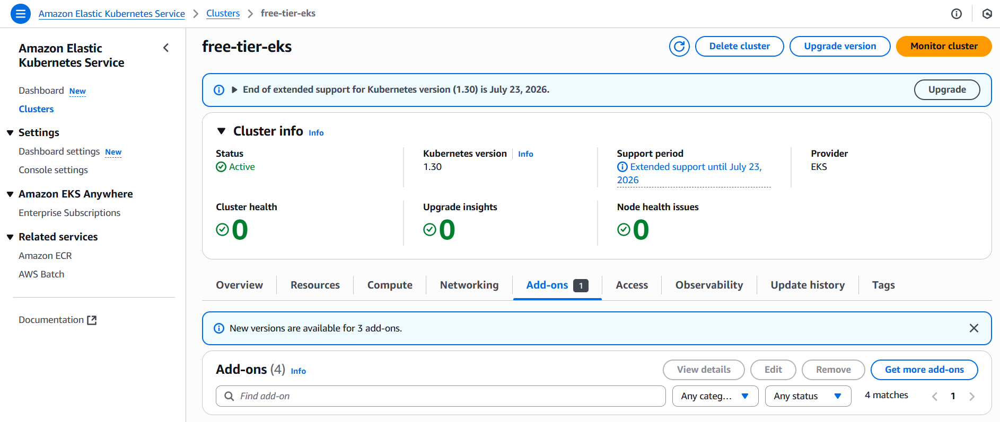 Amazon Elastic Kubernetes Service > Clusters > free-tier-eks
Amazon Elastic
Kubernetes Service
Dashboard New
Clusters
Settings
Dashboard settings New
Console settings
Amazon EKS Anywhere
Enterprise Subscriptions
Related services
Amazon ECR
AWS Batch
Documentation
free-tier-eks
Delete cluster
Upgrade version
Monitor cluster
End of extended support for Kubernetes version (1.30) is July 23, 2026.
Upgrade
Cluster info Info
Status
Active
Kubernetes version Info
1.30
Support period
Extended support until July 23,
2026
Provider
EKS
Cluster health
0
Upgrade insights
0
Node health issues
0
Overview
Resources
Compute
Networking
Add-ons 1
Access
Observability
Update history
Tags
New versions are available for 3 add-ons.
Add-ons (4) Info
View details
Edit
Remove
Get more add-ons
Find add-on
Any categ...
Any status
4 matches
1